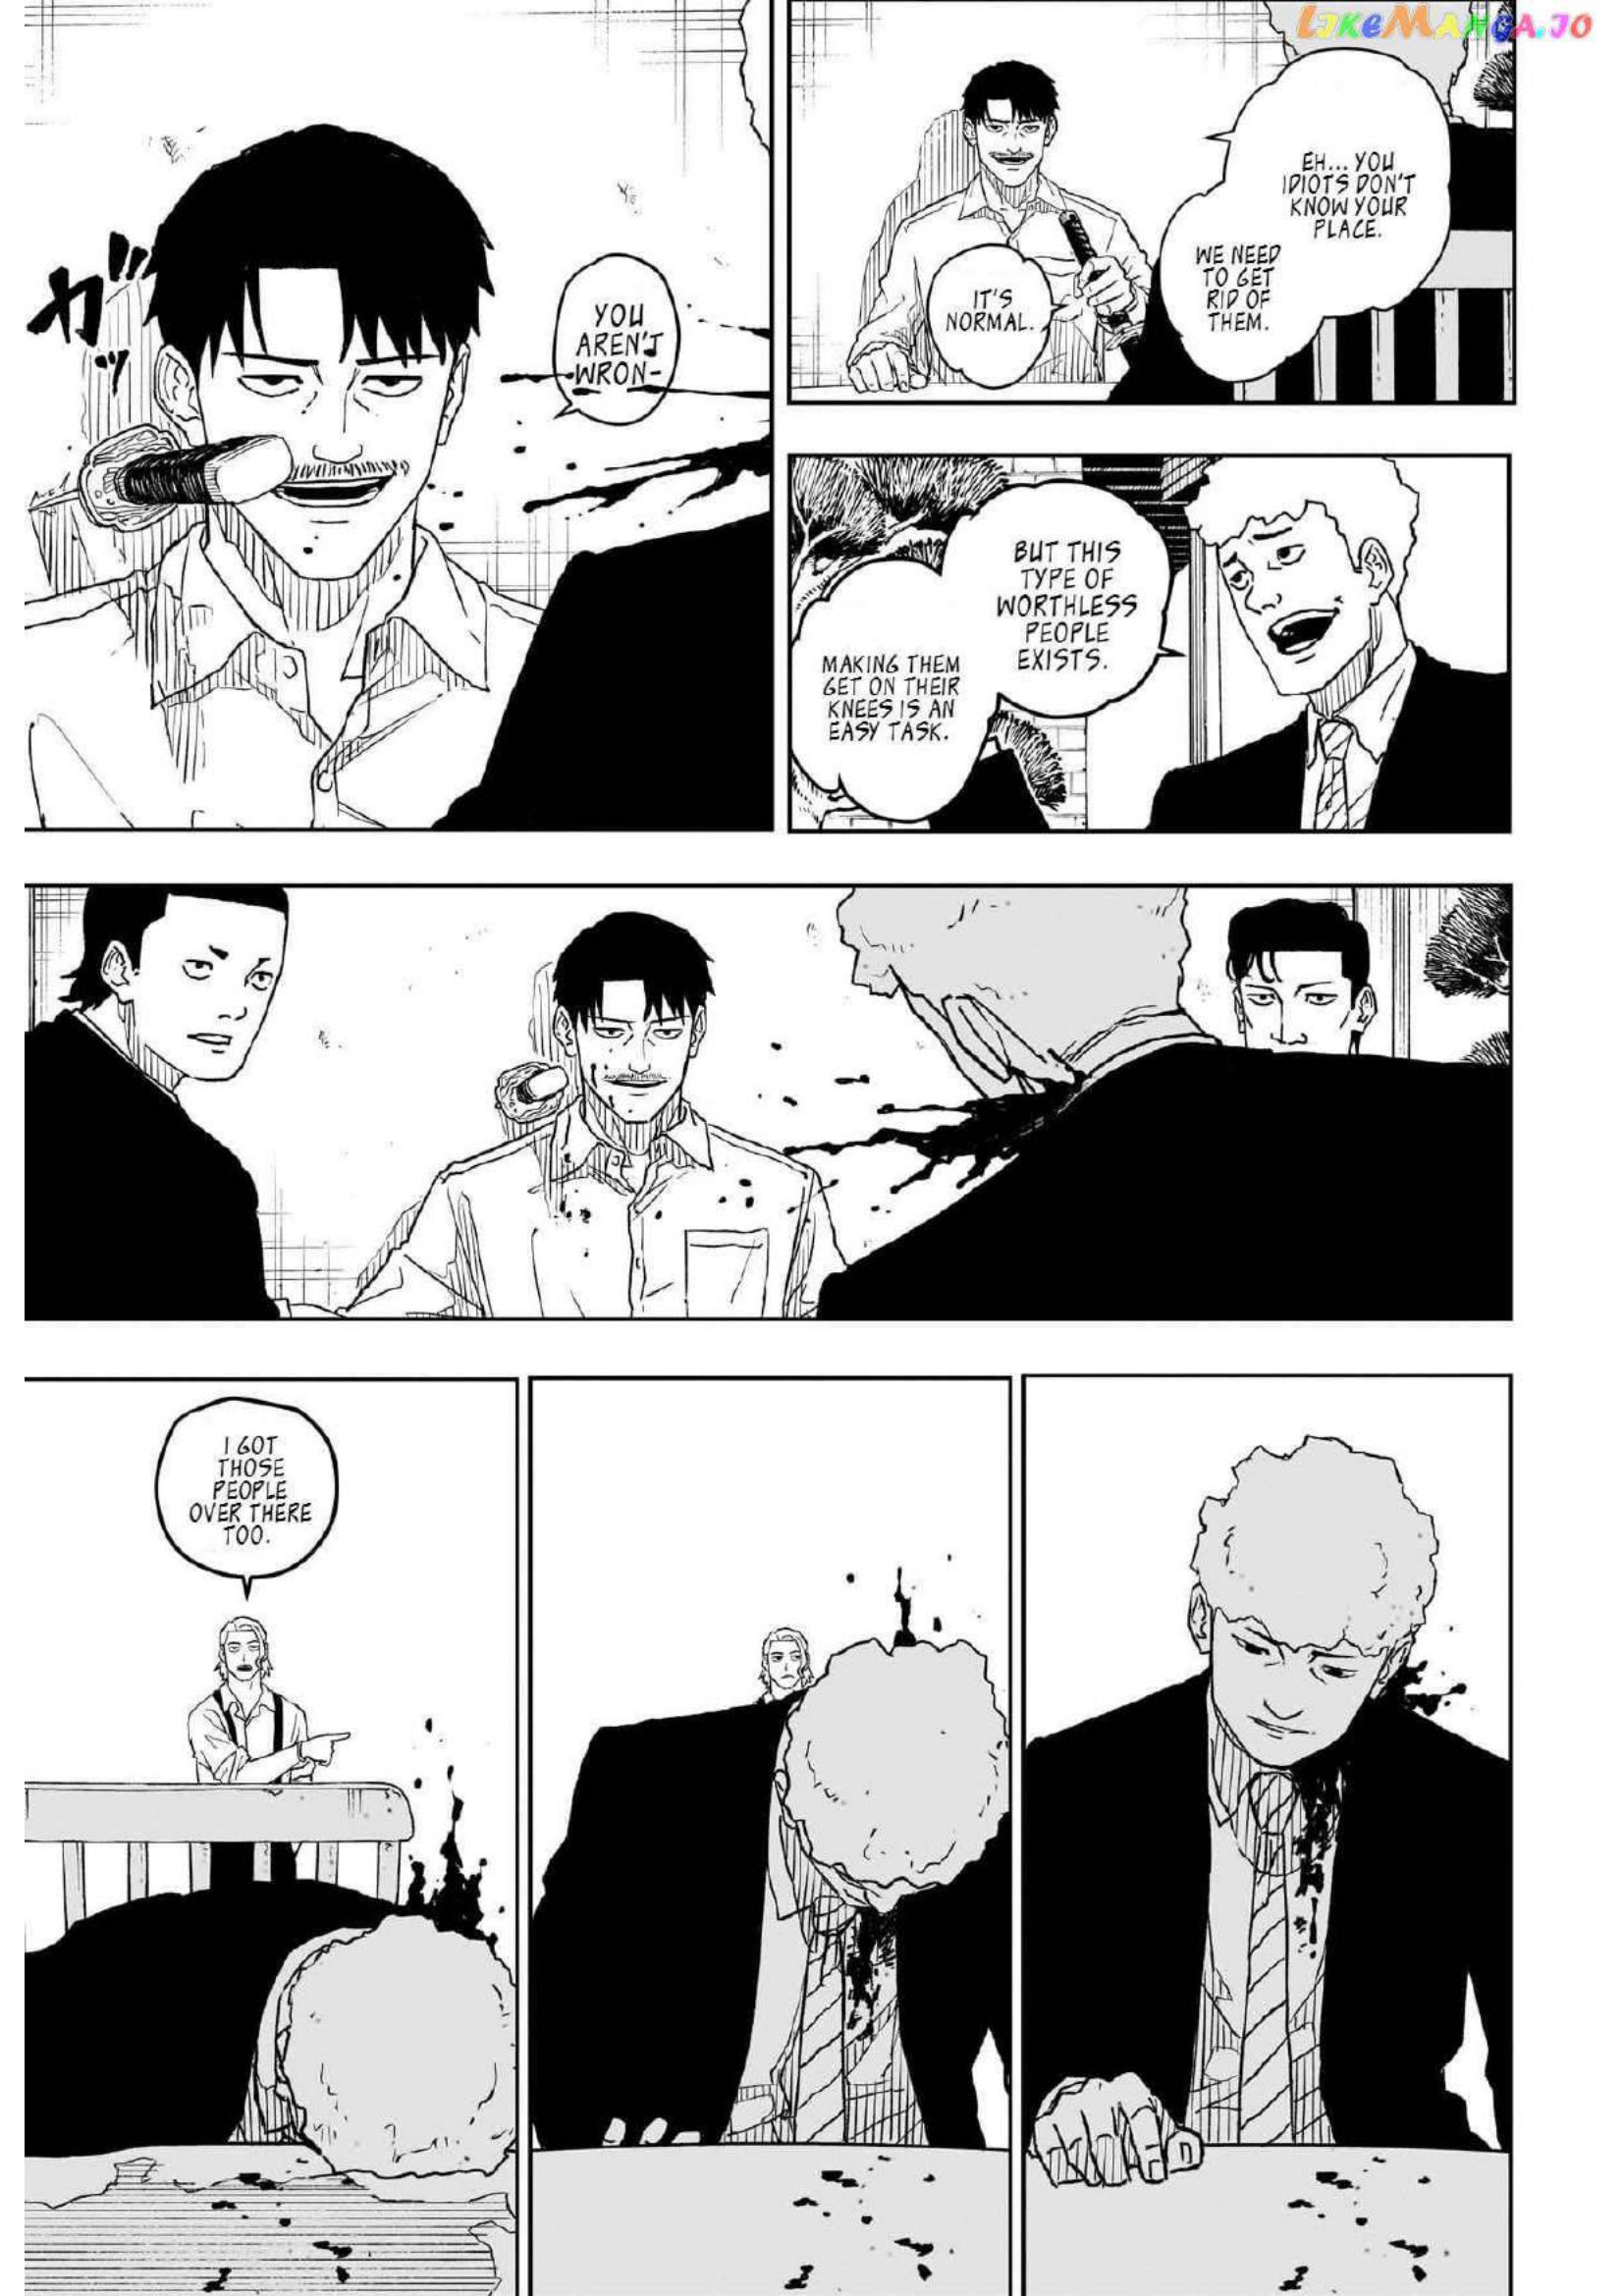 LIKEMANGA.IO
EH... YOU
IDIOTS DON'T
KNOW YOUR
PLACE.
WE NEED
TO GET
RID OF
THEM.
IT'S
NORMAL.
BUT THIS
TYPE OF
WORTHLESS
PEOPLE
EXISTS.
MAKING THEM
GET ON THEIR
KNEES IS AN
EASY TASK.
YOU
AREN'T
WRON-
ガッ
I GOT
THOSE
PEOPLE
OVER THERE
TOO.